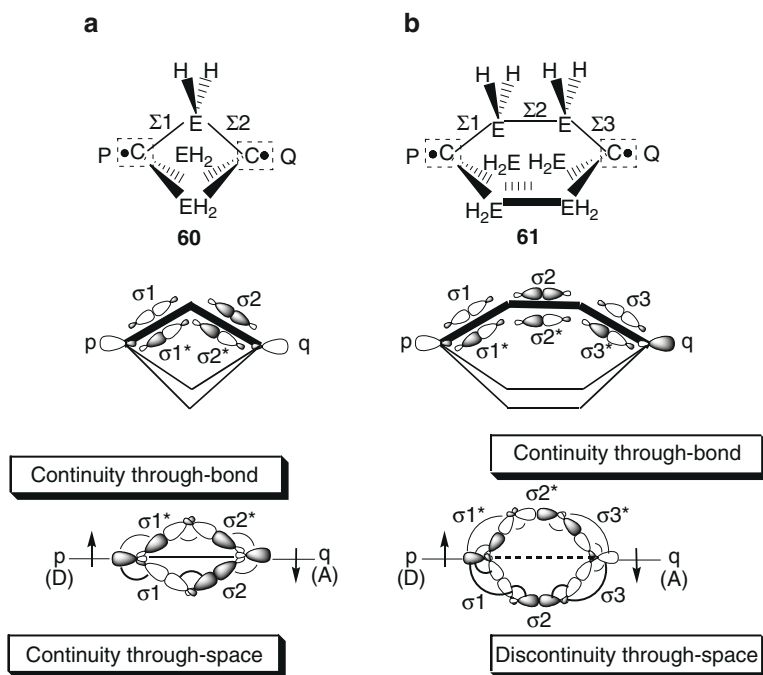 a
b
H H
H H H H
Σ1 E Σ2
Σ1 E Σ2 E Σ3
P •C EH2 C• Q
P •C H2E H2E C• Q
EH2
H2E EH2
60
61
σ1 σ2
σ1 σ2 σ3
p σ1* σ2* q
p σ1* σ2* σ3* q
Continuity through-bond
Continuity through-bond
σ1* σ2*
σ1* σ2* σ3*
p (D) q (A)
p (D) q (A)
σ1 σ2
σ1 σ2 σ3
Continuity through-space
Discontinuity through-space